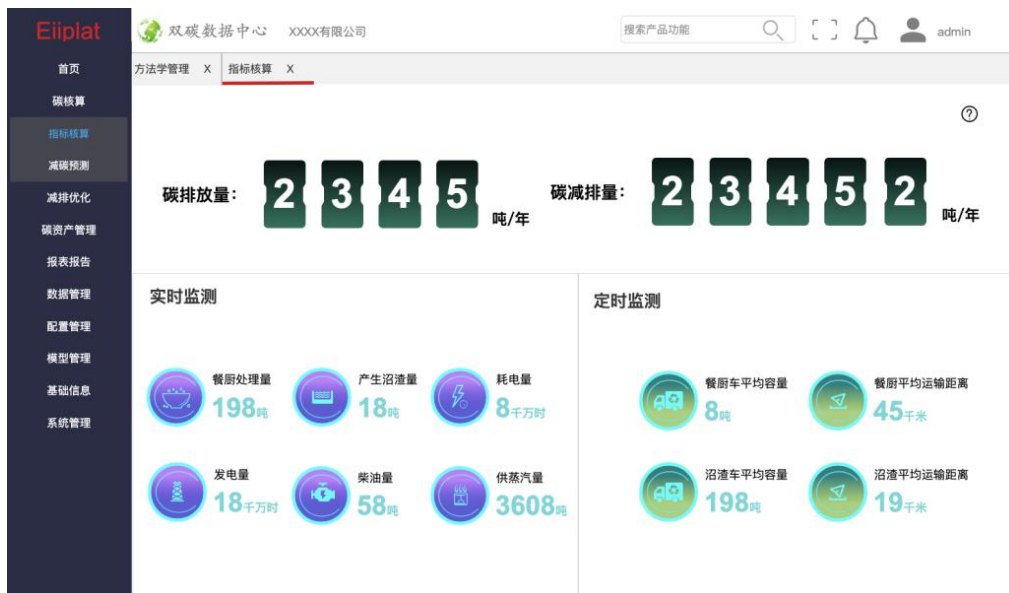 Eiiplat
双碳数据中心 XXXX有限公司
搜索产品功能
admin
首页
碳核算
指标核算
减碳预测
减排优化
碳资产管理
报表报告
数据管理
配置管理
模型管理
基础信息
系统管理
方法学管理 X 指标核算 X
?
碳排放量: 2 3 4 5 吨/年
碳减排量: 2 3 4 5 2 吨/年
实时监测
餐厨处理量
198吨
产生沼渣量
18吨
耗电量
8千万时
发电量
18千万时
柴油量
58吨
供蒸汽量
3608吨
定时监测
餐厨车平均容量
8吨
餐厨平均运输距离
45千米
沼渣车平均容量
198吨
沼渣平均运输距离
19千米